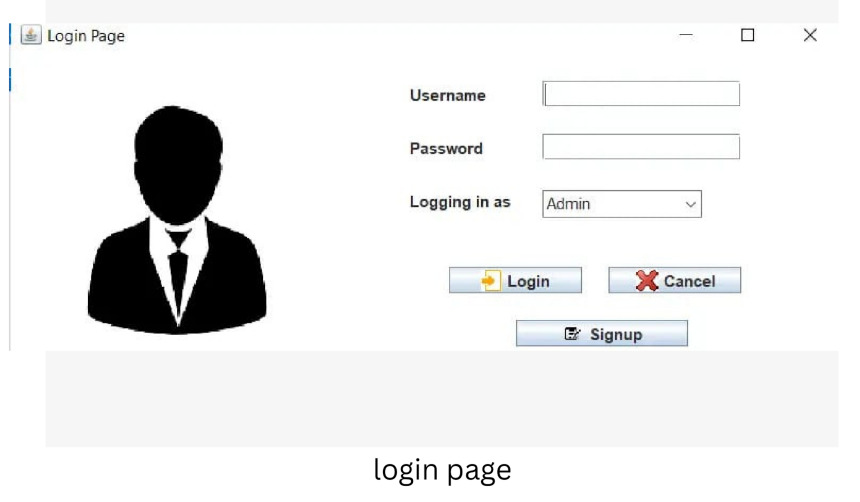 Login Page
Username
Password
Logging in as Admin
Login Cancel
Signup
login page